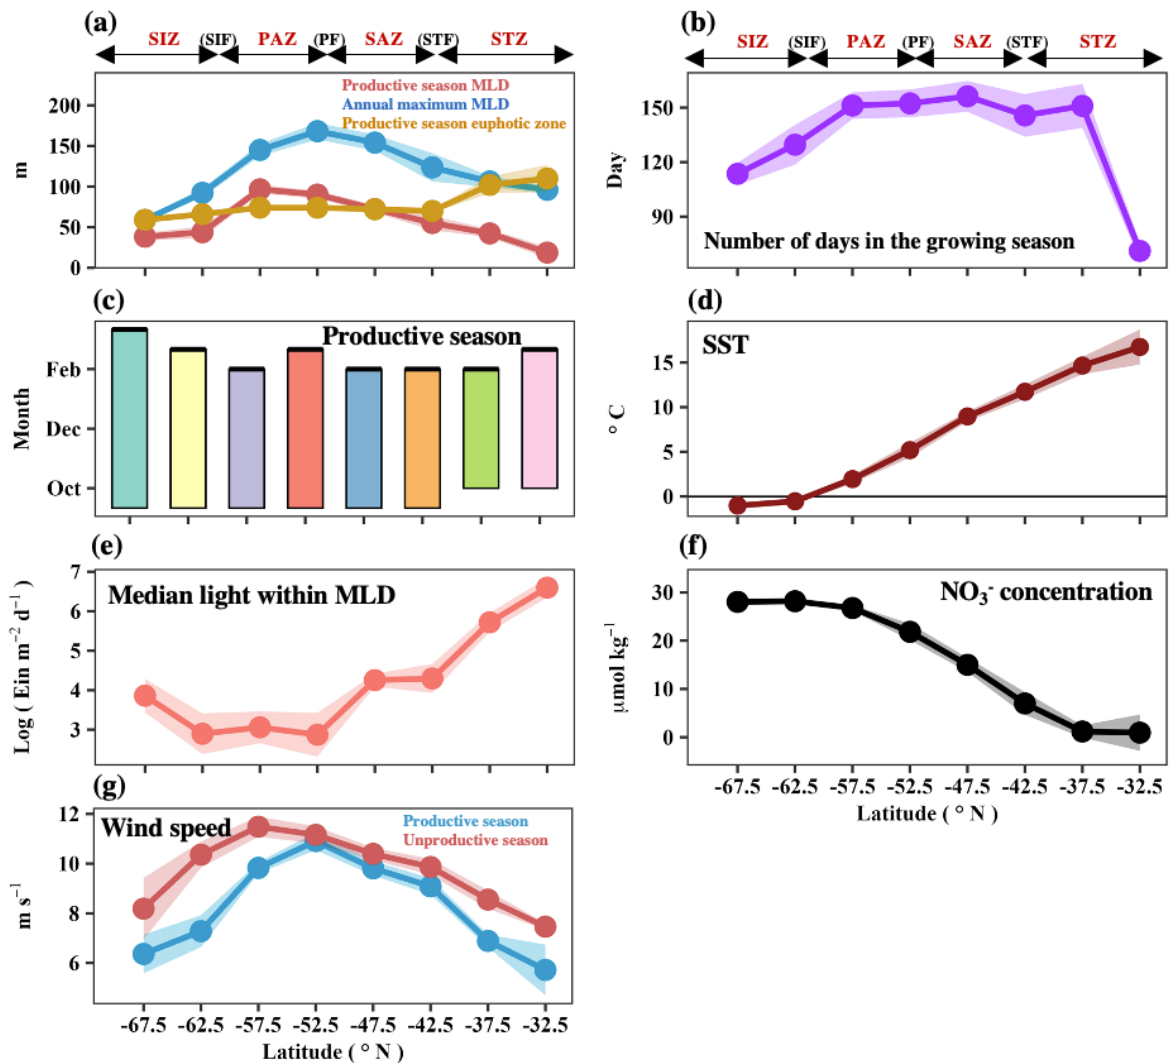 (a)
SIZ (SIF) PAZ (PF) SAZ (STF) STZ
Productive season MLD
Annual maximum MLD
Productive season euphotic zone
200
150
100
50
0
m
(b)
SIZ (SIF) PAZ (PF) SAZ (STF) STZ
150
120
90
Day
Number of days in the growing season
(c)
Productive season
Feb
Dec
Oct
Month
(d)
SST
15
10
5
0
° C
(e)
Median light within MLD
7
6
5
4
3
Log ( Ein m⁻² d⁻¹ )
(f)
NO₃⁻ concentration
30
20
10
0
µmol kg⁻¹
-67.5 -62.5 -57.5 -52.5 -47.5 -42.5 -37.5 -32.5
Latitude ( ° N )
(g)
Wind speed
Productive season
Unproductive season
12
10
8
6
m s⁻¹
-67.5 -62.5 -57.5 -52.5 -47.5 -42.5 -37.5 -32.5
Latitude ( ° N )